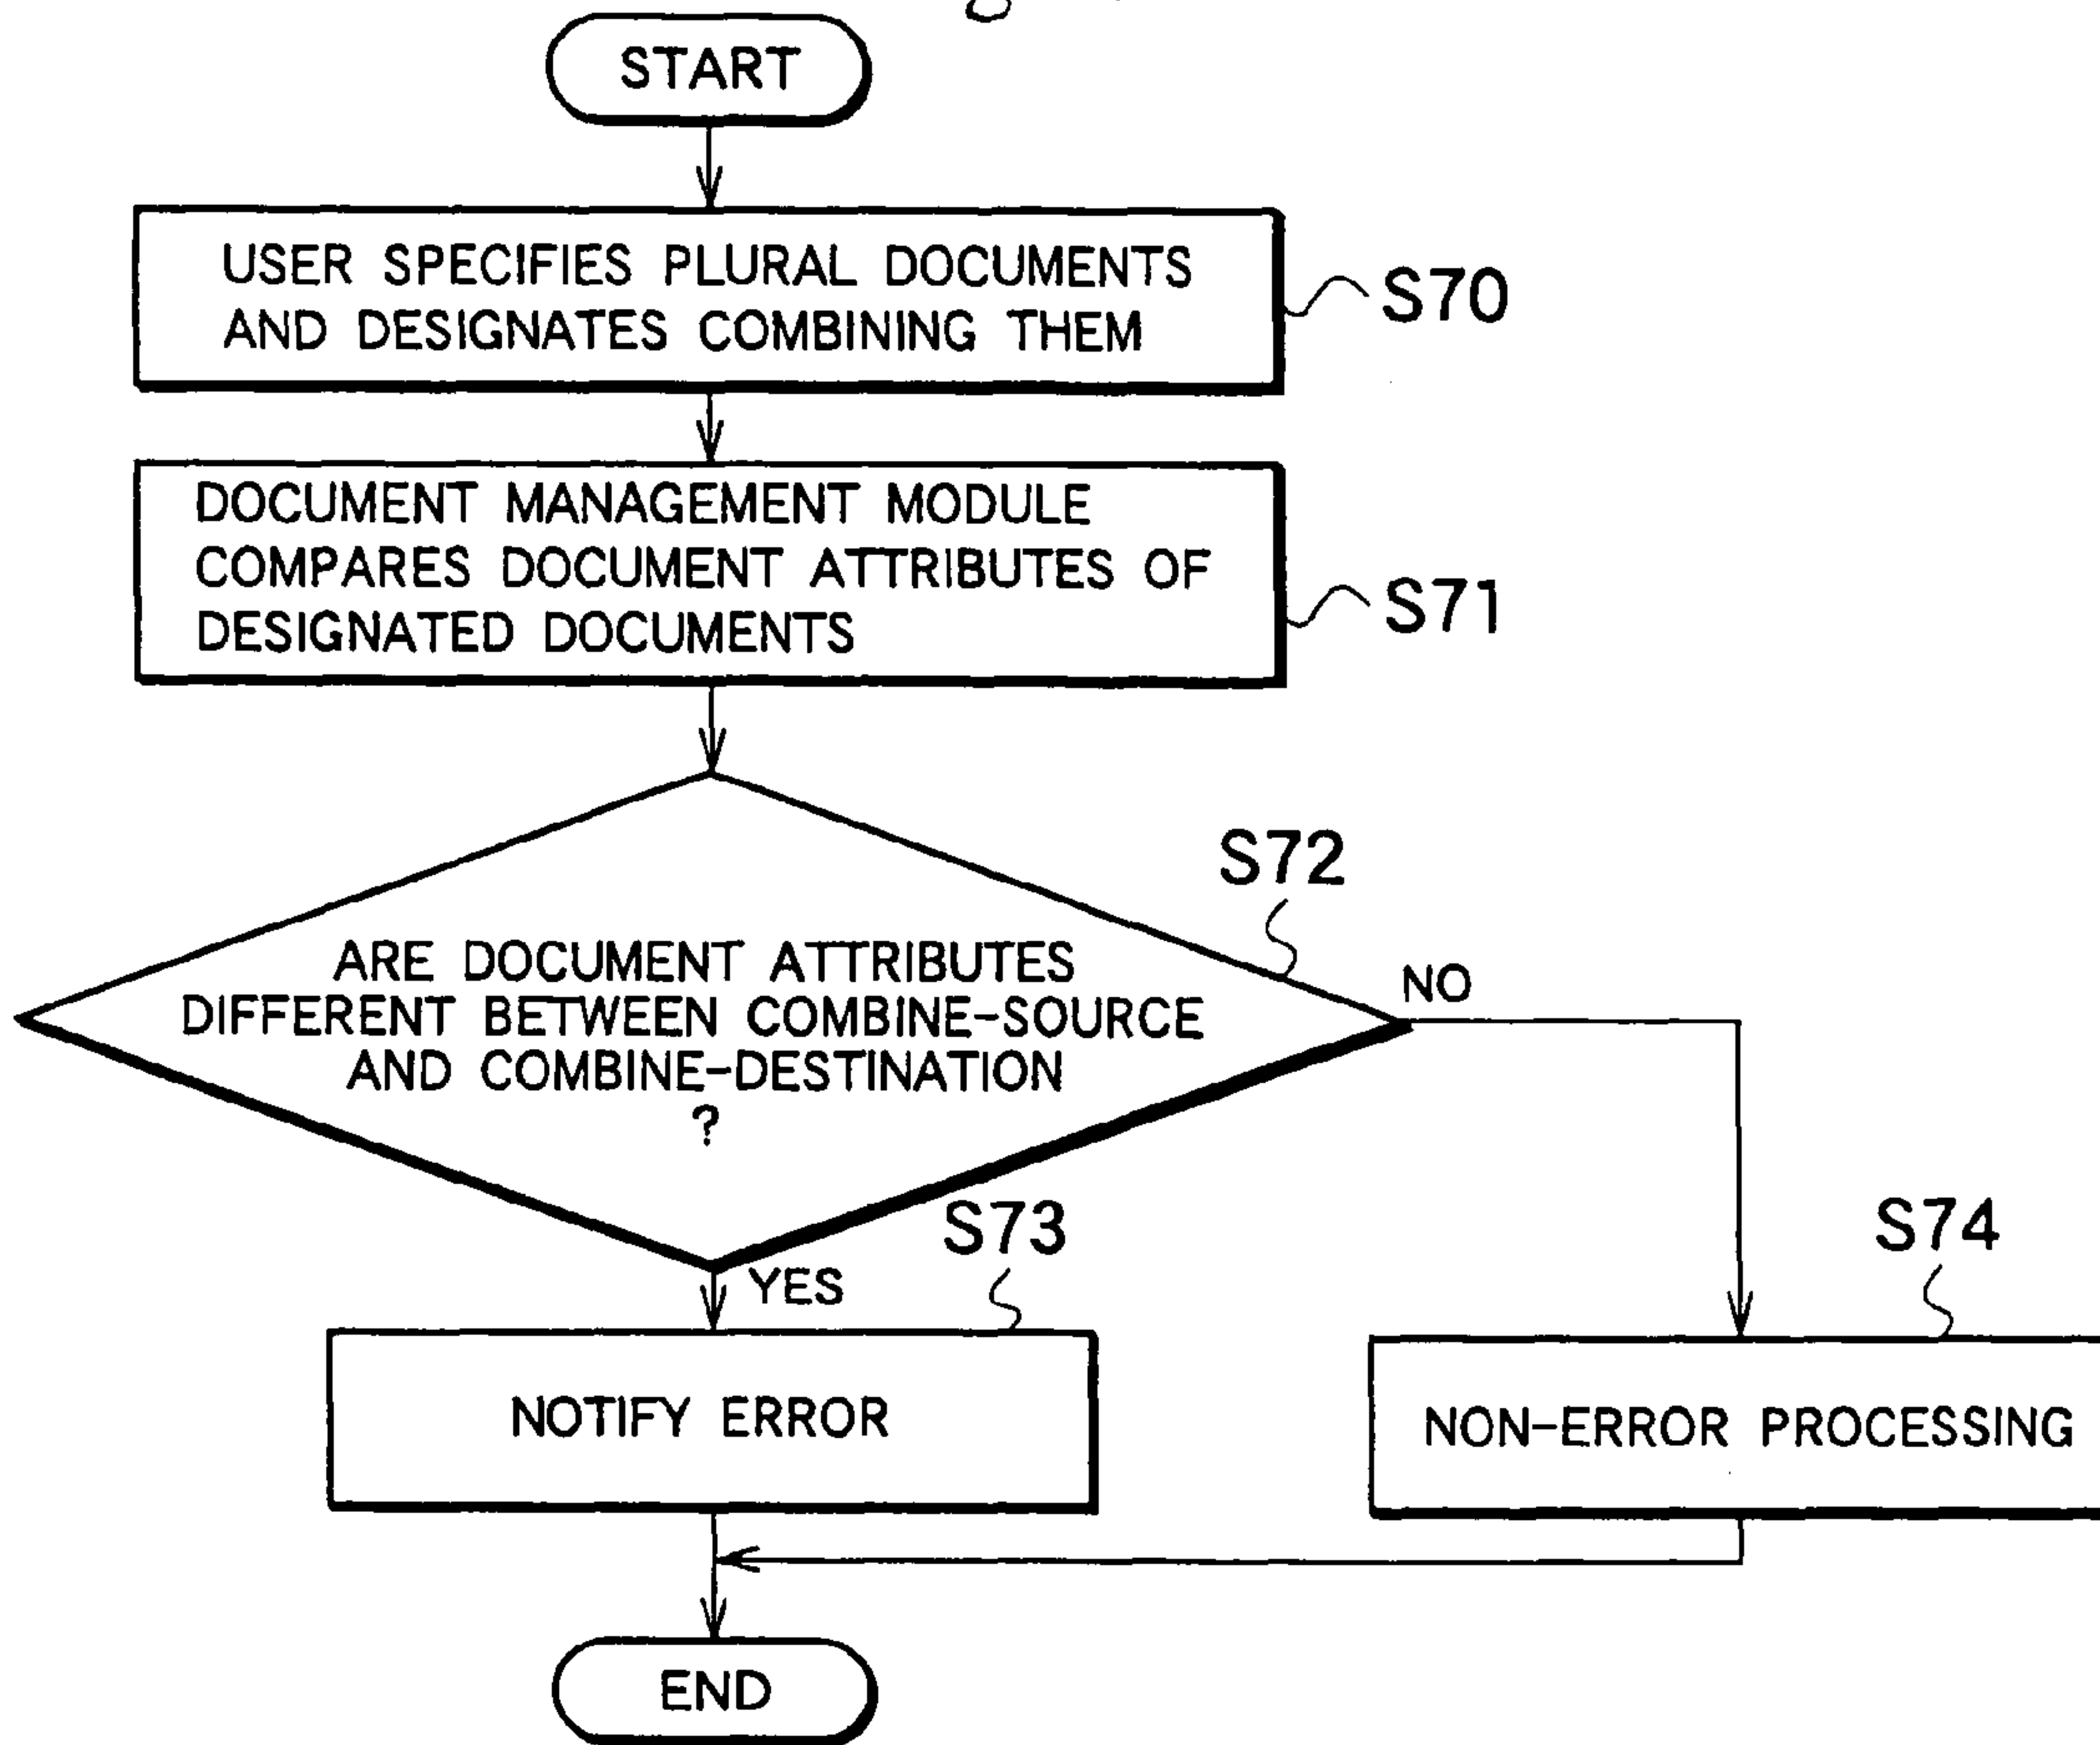 START
USER SPECIFIES PLURAL DOCUMENTS
AND DESIGNATES COMBINING THEM
S70
DOCUMENT MANAGEMENT MODULE
COMPARES DOCUMENT ATTRIBUTES OF
DESIGNATED DOCUMENTS
S71
S72
ARE DOCUMENT ATTRIBUTES
DIFFERENT BETWEEN COMBINE-SOURCE
AND COMBINE-DESTINATION
?
NO
YES
S73
NOTIFY ERROR
S74
NON-ERROR PROCESSING
END